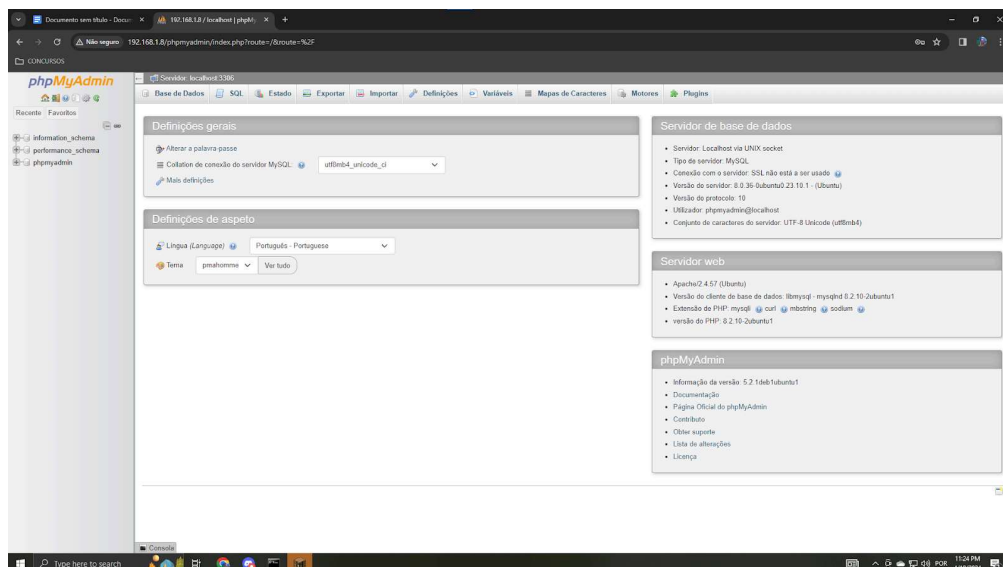 Documento sem título - Docum
192.168.1.8 / localhost | phpMy
Não seguro 192.168.1.8/phpmyadmin/index.php?route=/&route=%2F
CONCURSOS
phpMyAdmin
Recente Favoritos
information_schema
performance_schema
phpmyadmin
Servidor: localhost:3306
Base de Dados SQL Estado Exportar Importar Definições Variáveis Mapas de Caracteres Motores Plugins
Definições gerais
Alterar a palavra-passe
Collation de conexão do servidor MySQL: utf8mb4_unicode_ci
Mais definições
Definições de aspeto
Língua (Language) Português - Portuguese
Tema pmahomme Ver tudo
Servidor de base de dados
• Servidor: Localhost via UNIX socket
• Tipo de servidor: MySQL
• Conexão com o servidor: SSL não está a ser usado
• Versão do servidor: 8.0.36-0ubuntu0.23.10.1 - (Ubuntu)
• Versão do protocolo: 10
• Utilizador: phpmyadmin@localhost
• Conjunto de caracteres do servidor: UTF-8 Unicode (utf8mb4)
Servidor web
• Apache/2.4.57 (Ubuntu)
• Versão do cliente de base de dados: libmysql - mysqlnd 8.2.10-2ubuntu1
• Extensão de PHP: mysqli curl mbstring sodium
• versão do PHP: 8.2.10-2ubuntu1
phpMyAdmin
• Informação da versão: 5.2.1deb1ubuntu1
• Documentação
• Página Oficial do phpMyAdmin
• Contributo
• Obter suporte
• Lista de alterações
• Licença
Consola
Type here to search
POR
11:24 PM